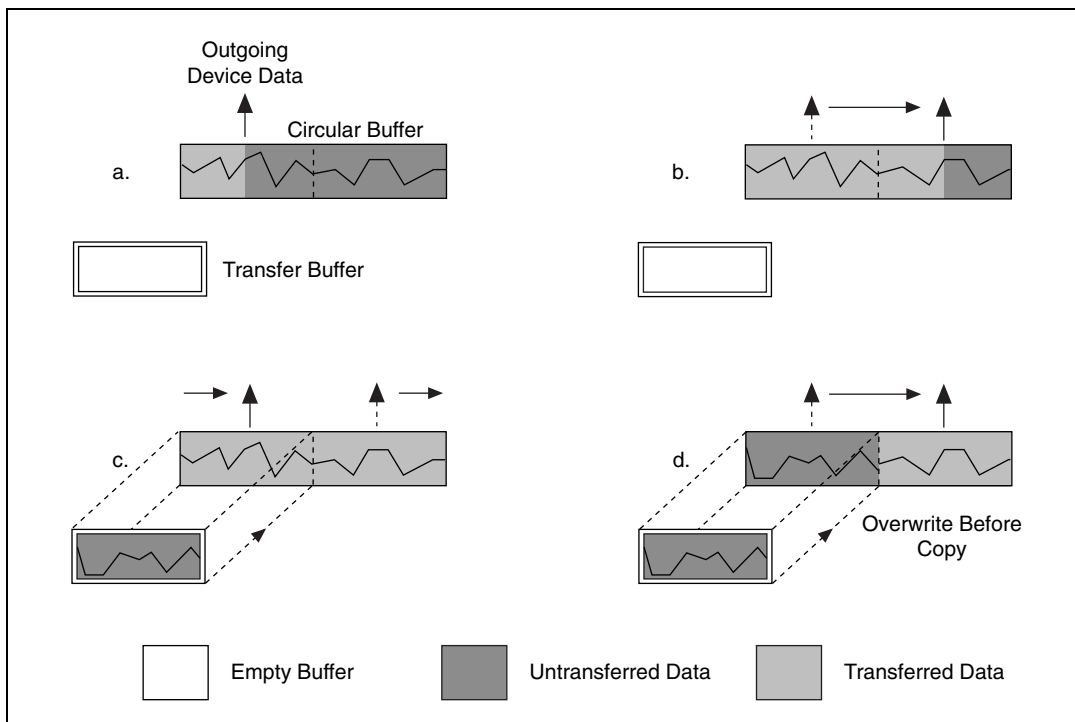 Outgoing
Device Data
Circular Buffer
a.
b.
Transfer Buffer
c.
d.
Overwrite Before
Copy
Empty Buffer
Untransferred Data
Transferred Data